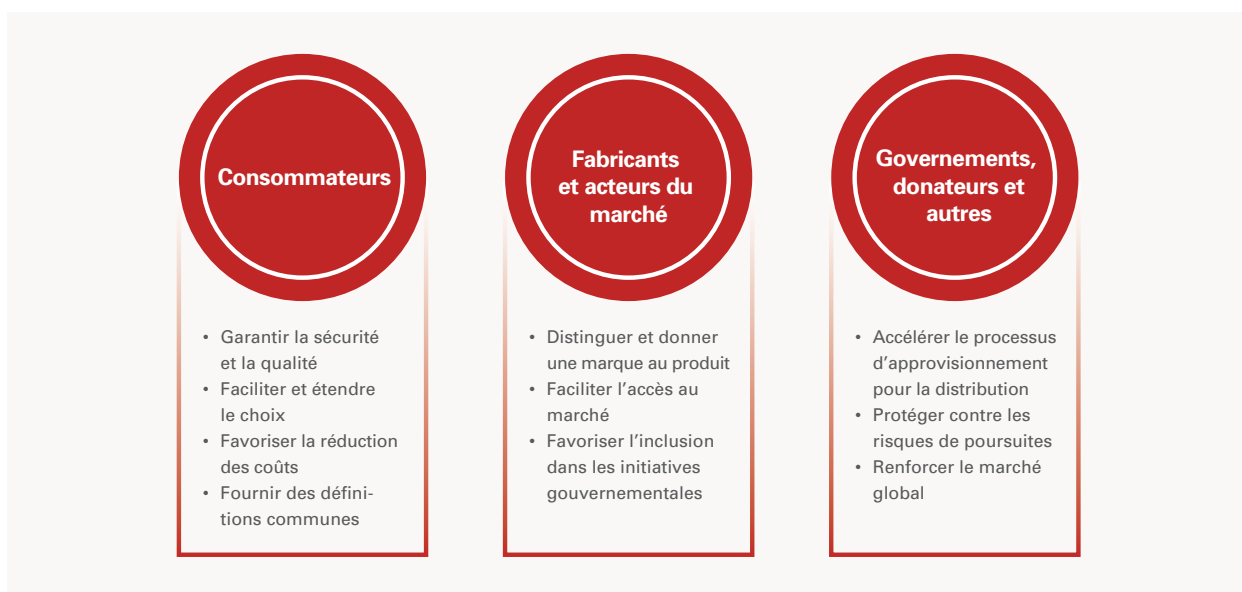 Consommateurs
• Garantir la sécurité
et la qualité
• Faciliter et étendre
le choix
• Favoriser la réduction
des coûts
• Fournir des défini-
tions communes
Fabricants
et acteurs du
marché
• Distinguer et donner
une marque au produit
• Faciliter l’accès au
marché
• Favoriser l’inclusion
dans les initiatives
gouvernementales
Governements,
donateurs et
autres
• Accélérer le processus
d’approvisionnement
pour la distribution
• Protéger contre les
risques de poursuites
• Renforcer le marché
global